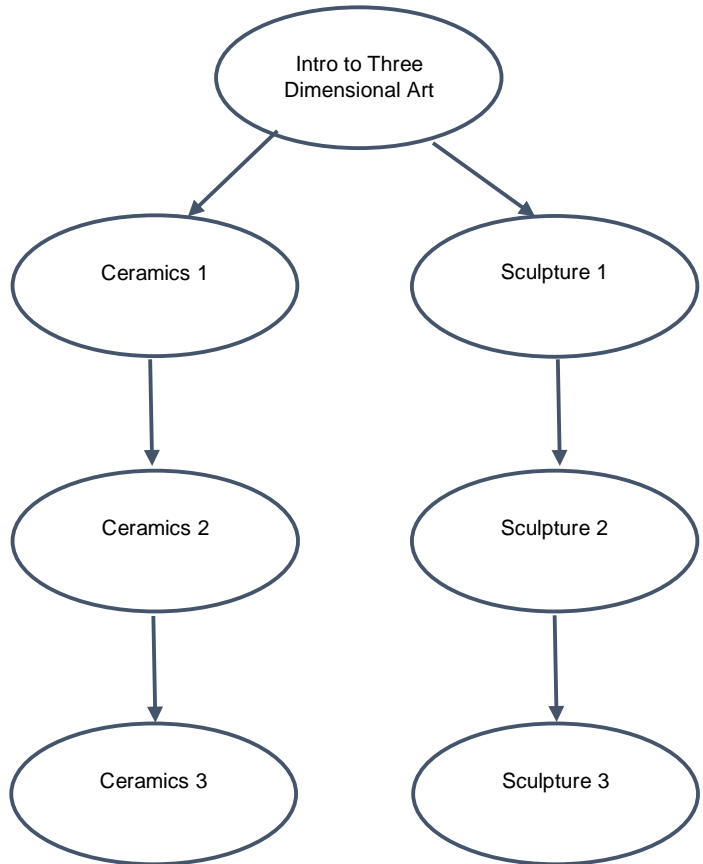 Intro to Three
Dimensional Art
Ceramics 1
Sculpture 1
Ceramics 2
Sculpture 2
Ceramics 3
Sculpture 3